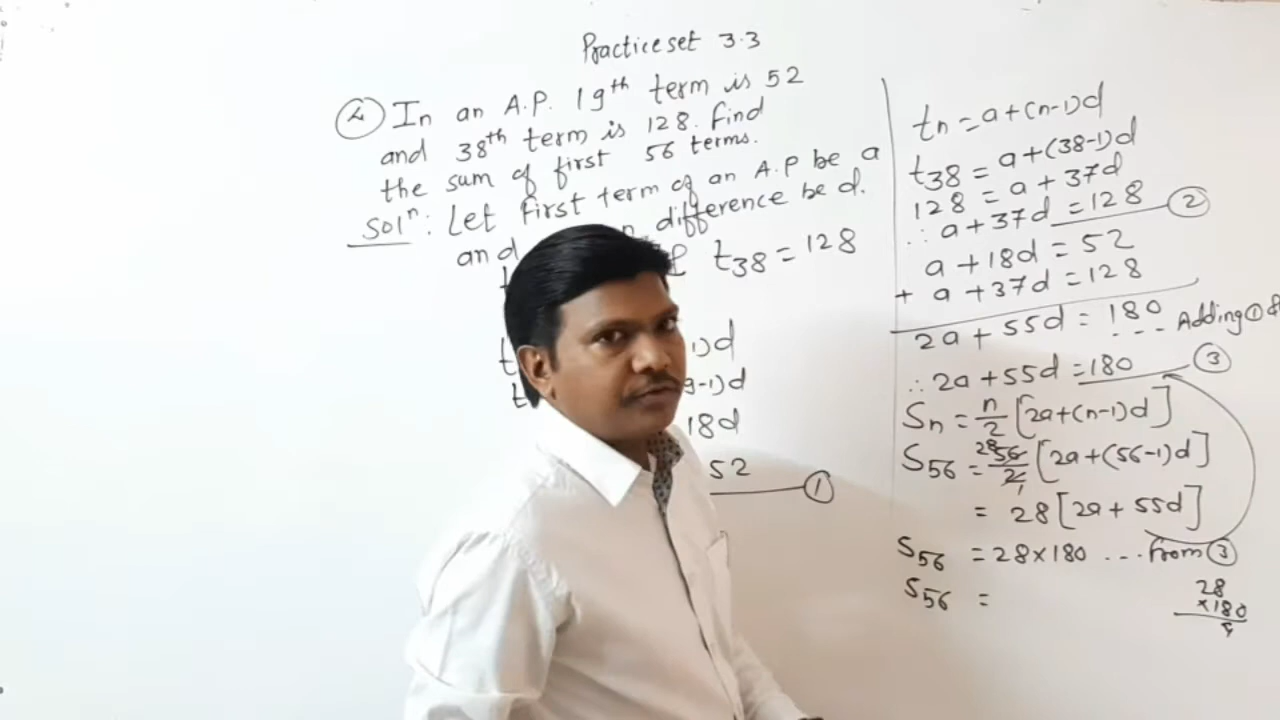 Practice set 3.3
④ In an A.P. 19th term is 52
and 38th term is 128. Find
the sum of first 56 terms.
Solⁿ: Let first term of an A.P be a
and difference be d.
t38 = 128
-1)d
-1)d
18d
52 ①
tn = a+(n-1)d
t38 = a+(38-1)d
128 = a+37d
∴ a+37d = 128 ②
a+18d = 52
+ a+37d = 128
2a+55d = 180 --- Adding ①
∴ 2a+55d = 180 ③
Sn = n/2 [2a+(n-1)d]
S56 = 28 56/2 1 [2a+(56-1)d]
= 28[2a+55d]
S56 = 28×180 --- from ③
S56 =
28
×180